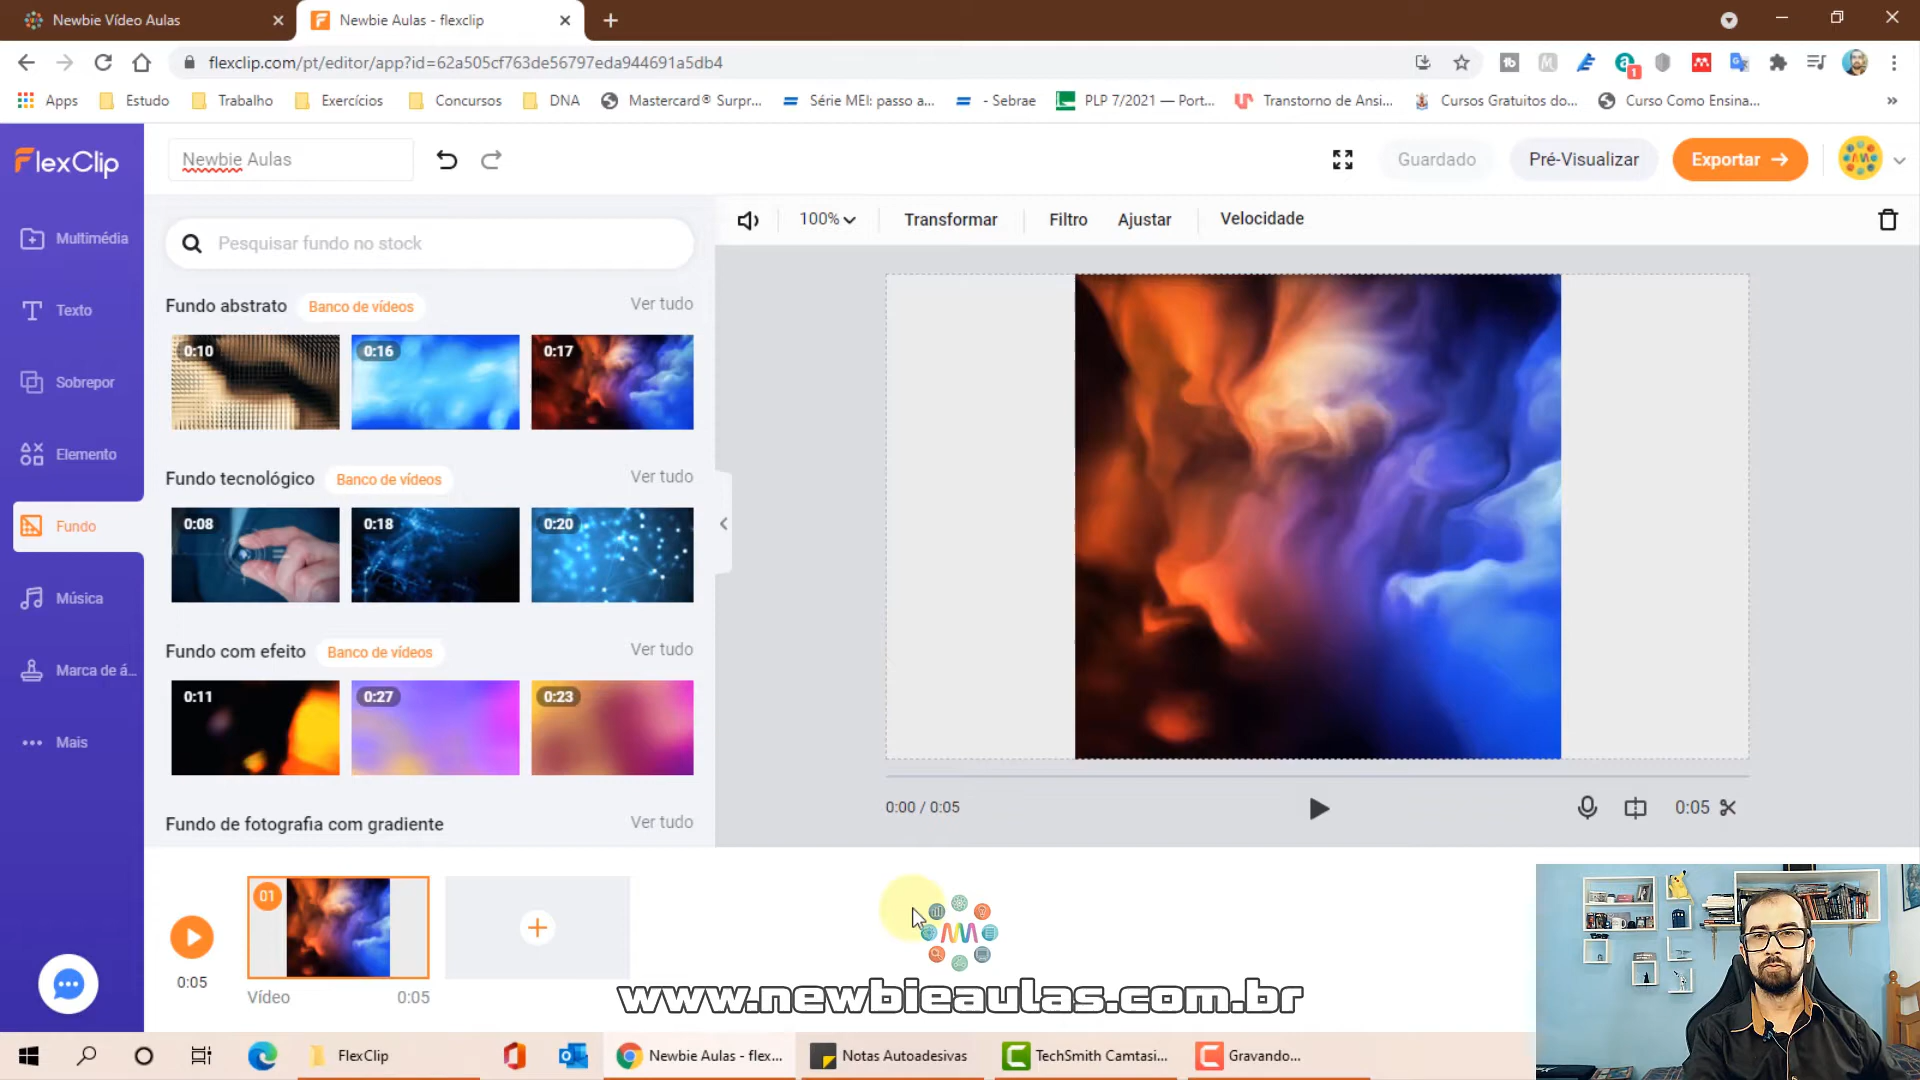 Newbie Vídeo Aulas
Newbie Aulas - flexclip
flexclip.com/pt/editor/app?id=62a505cf763de56797eda944691a5db4
Apps
Estudo
Trabalho
Exercícios
Concursos
DNA
Mastercard® Surpr...
Série MEI: passo a...
- Sebrae
PLP 7/2021 — Port...
Transtorno de Ansi...
Cursos Gratuitos do...
Curso Como Ensina...
FlexClip
Newbie Aulas
Guardado
Pré-Visualizar
Exportar
100%
Transformar
Filtro
Ajustar
Velocidade
Multimédia
Texto
Sobrepor
Elemento
Fundo
Música
Marca de á...
Mais
Pesquisar fundo no stock
Fundo abstrato
Banco de vídeos
Ver tudo
0:10
0:16
0:17
Fundo tecnológico
Banco de vídeos
Ver tudo
0:08
0:18
0:20
Fundo com efeito
Banco de vídeos
Ver tudo
0:11
0:27
0:23
Fundo de fotografia com gradiente
Ver tudo
0:00 / 0:05
0:05
01
0:05
Vídeo
0:05
www.newbieaulas.com.br
FlexClip
Newbie Aulas - flex...
Notas Autoadesivas
TechSmith Camtasi...
Gravando...